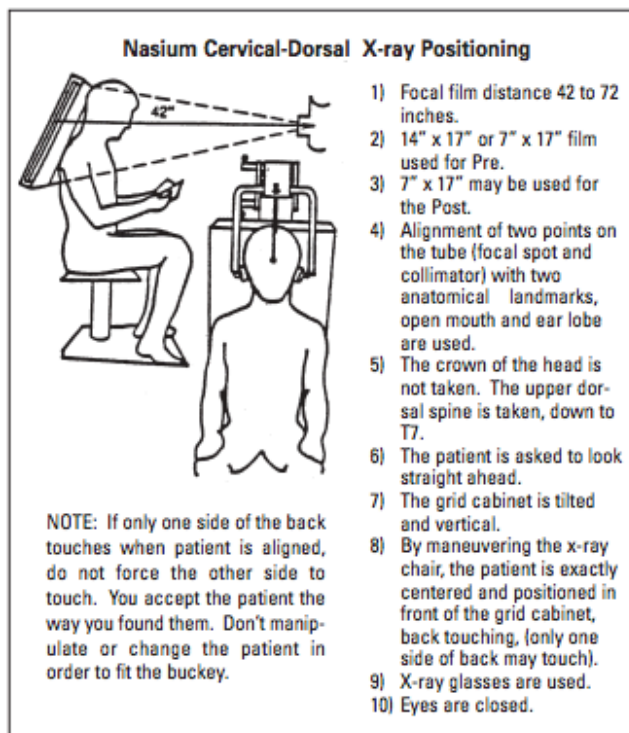 Nasium Cervical-Dorsal X-ray Positioning
42"
1) Focal film distance 42 to 72
inches.
2) 14" x 17" or 7" x 17" film
used for Pre.
3) 7" x 17" may be used for
the Post.
4) Alignment of two points on
the tube (focal spot and
collimator) with two
anatomical landmarks,
open mouth and ear lobe
are used.
5) The crown of the head is
not taken. The upper dor-
sal spine is taken, down to
T7.
6) The patient is asked to look
straight ahead.
7) The grid cabinet is tilted
and vertical.
8) By maneuvering the x-ray
chair, the patient is exactly
centered and positioned in
front of the grid cabinet,
back touching, (only one
side of back may touch).
9) X-ray glasses are used.
10) Eyes are closed.
NOTE: If only one side of the back
touches when patient is aligned,
do not force the other side to
touch. You accept the patient the
way you found them. Don't manip-
ulate or change the patient in
order to fit the buckey.